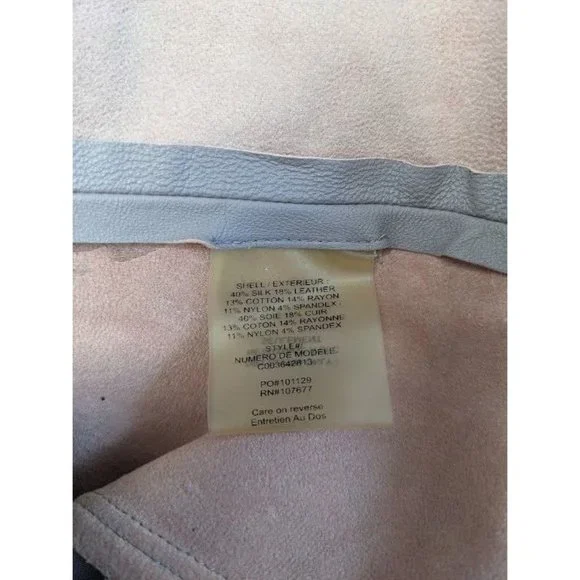 SHELL / EXTERIEUR :
40% SILK 18% LEATHER
13% COTTON 14% RAYON
11% NYLON 4% SPANDEX
40% SOIE 18% CUIR
13% COTON 14% RAYONNE
11% NYLON 4% SPANDEX
STYLE#/
NUMERO DE MODELE:
C003642813
PO#101129
RN#107677
Care on reverse
Entretien Au Dos